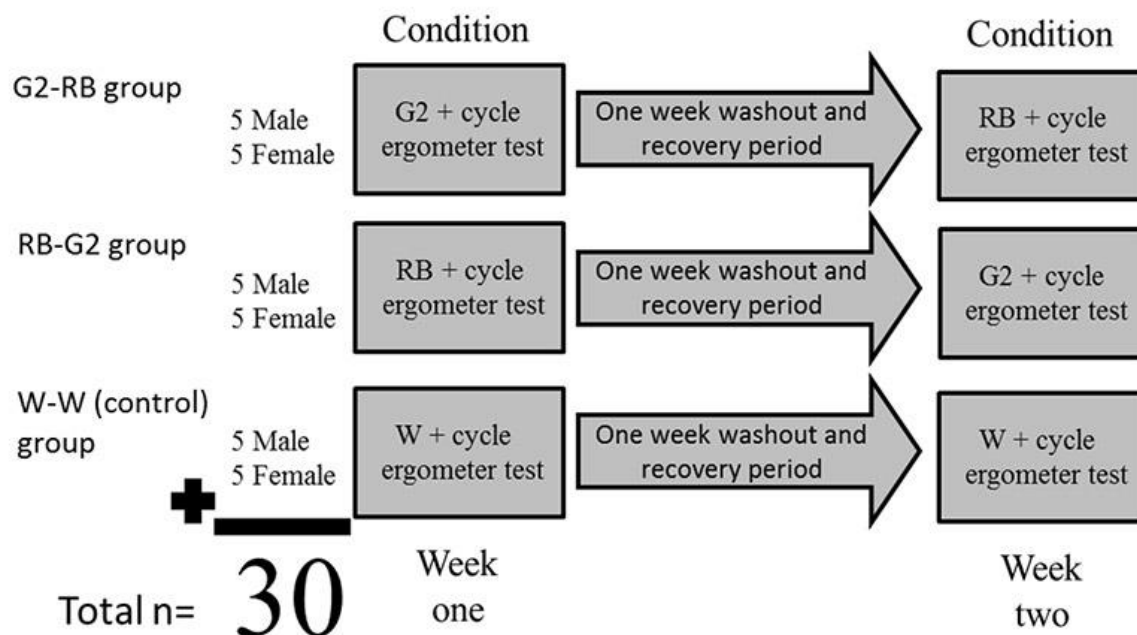 Condition
Condition
G2-RB group
5 Male
5 Female
G2 + cycle
ergometer test
One week washout and
recovery period
RB + cycle
ergometer test
RB-G2 group
5 Male
5 Female
RB + cycle
ergometer test
One week washout and
recovery period
G2 + cycle
ergometer test
W-W (control)
group
5 Male
5 Female
W + cycle
ergometer test
One week washout and
recovery period
W + cycle
ergometer test
+
Total n=
30
Week
one
Week
two